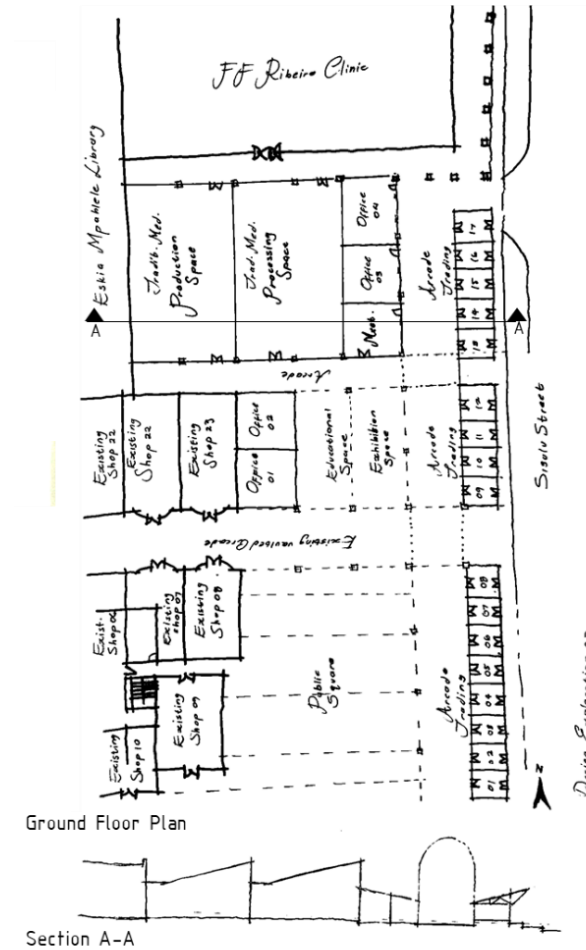 FF Ribeiro Clinic
Eskia Mpahlele Library
Tradit. Med.
Production
Space
Trad. Med.
Processing
Space
Office
04
Office
03
Meet.
Arcade
Trading
17
16
15
14
13
A
A
Arcade
Existing
Shop 22
Existing
Shop 22
Existing
Shop 23
Office
02
Office
01
Educational
Space
Exhibition
Space
Arcade
Trading
12
11
10
09
Sisulu Street
Existing vaulted Arcade
Exist.
Shop 06
Existing
shop 07
Existing
Shop 08
Existing
Shop 09
Existing
Shop 10
Public
Square
Arcade
Trading
08
07
06
05
04
03
02
01
N
Ground Floor Plan
Section A-A